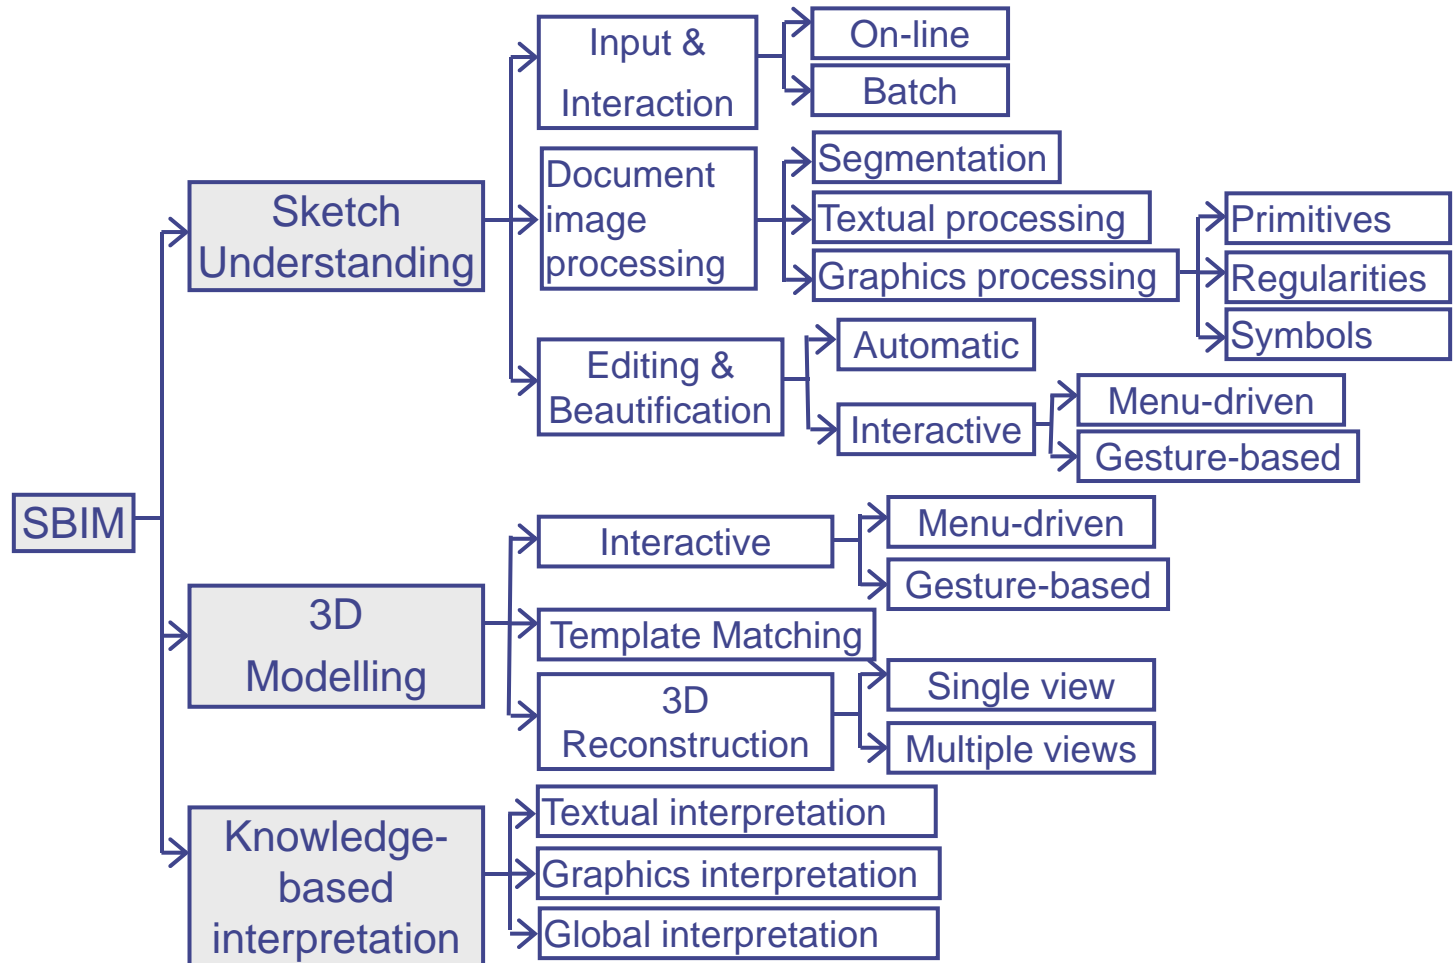 SBIM
Sketch
Understanding
Input &
Interaction
On-line
Batch
Document
image
processing
Segmentation
Textual processing
Graphics processing
Primitives
Regularities
Symbols
Editing &
Beautification
Automatic
Interactive
Menu-driven
Gesture-based
3D
Modelling
Interactive
Menu-driven
Gesture-based
Template Matching
3D
Reconstruction
Single view
Multiple views
Knowledge-
based
interpretation
Textual interpretation
Graphics interpretation
Global interpretation